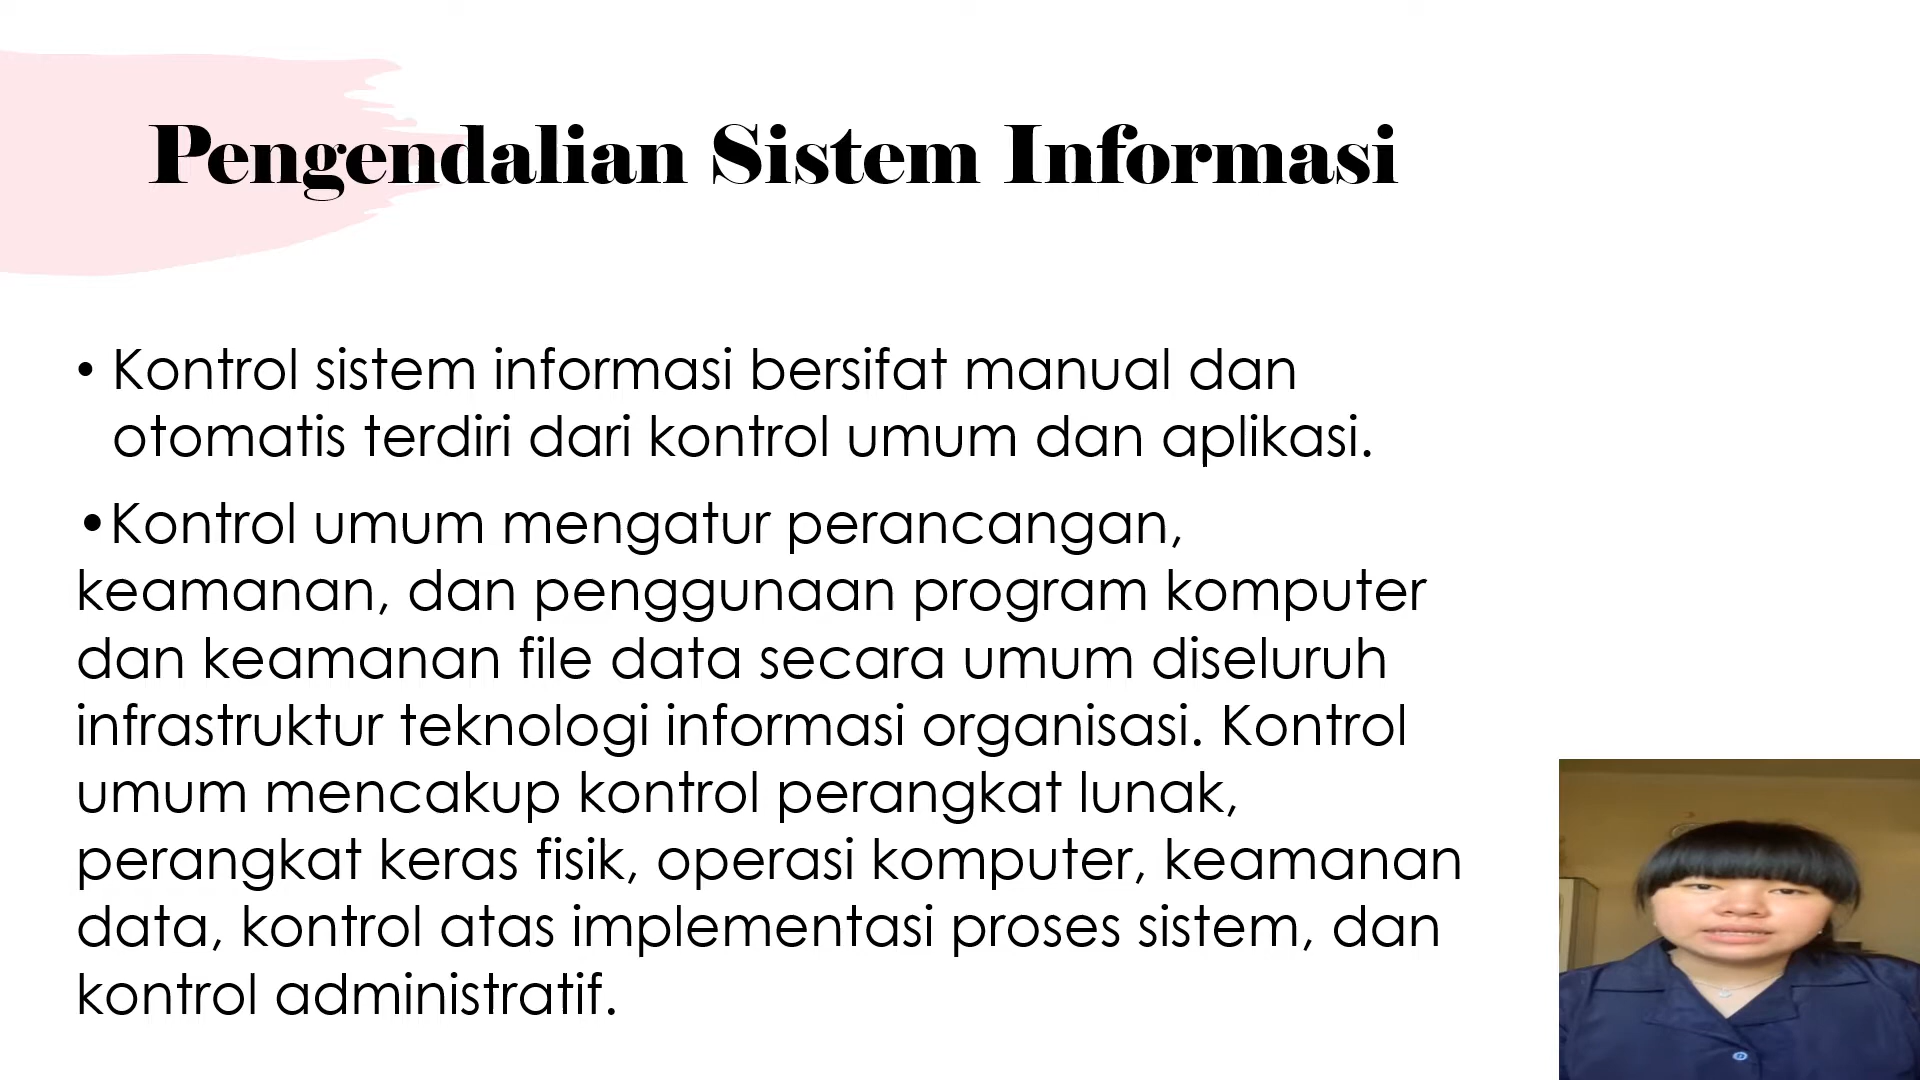 Pengendalian Sistem Informasi
• Kontrol sistem informasi bersifat manual dan
otomatis terdiri dari kontrol umum dan aplikasi.
•Kontrol umum mengatur perancangan,
keamanan, dan penggunaan program komputer
dan keamanan file data secara umum diseluruh
infrastruktur teknologi informasi organisasi. Kontrol
umum mencakup kontrol perangkat lunak,
perangkat keras fisik, operasi komputer, keamanan
data, kontrol atas implementasi proses sistem, dan
kontrol administratif.